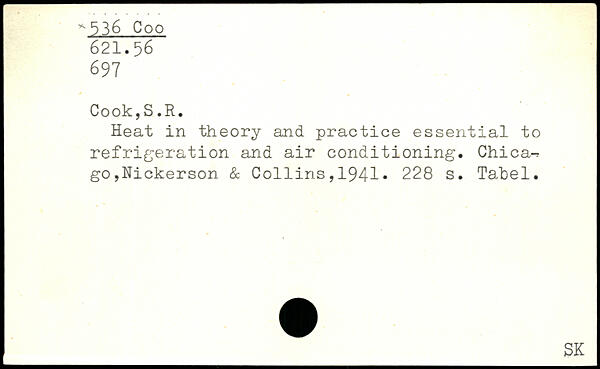 *536 Coo
621.56
697
Cook,S.R.
Heat in theory and practice essential to
refrigeration and air conditioning. Chica-
go,Nickerson & Collins,1941. 228 s. Tabel.
SK